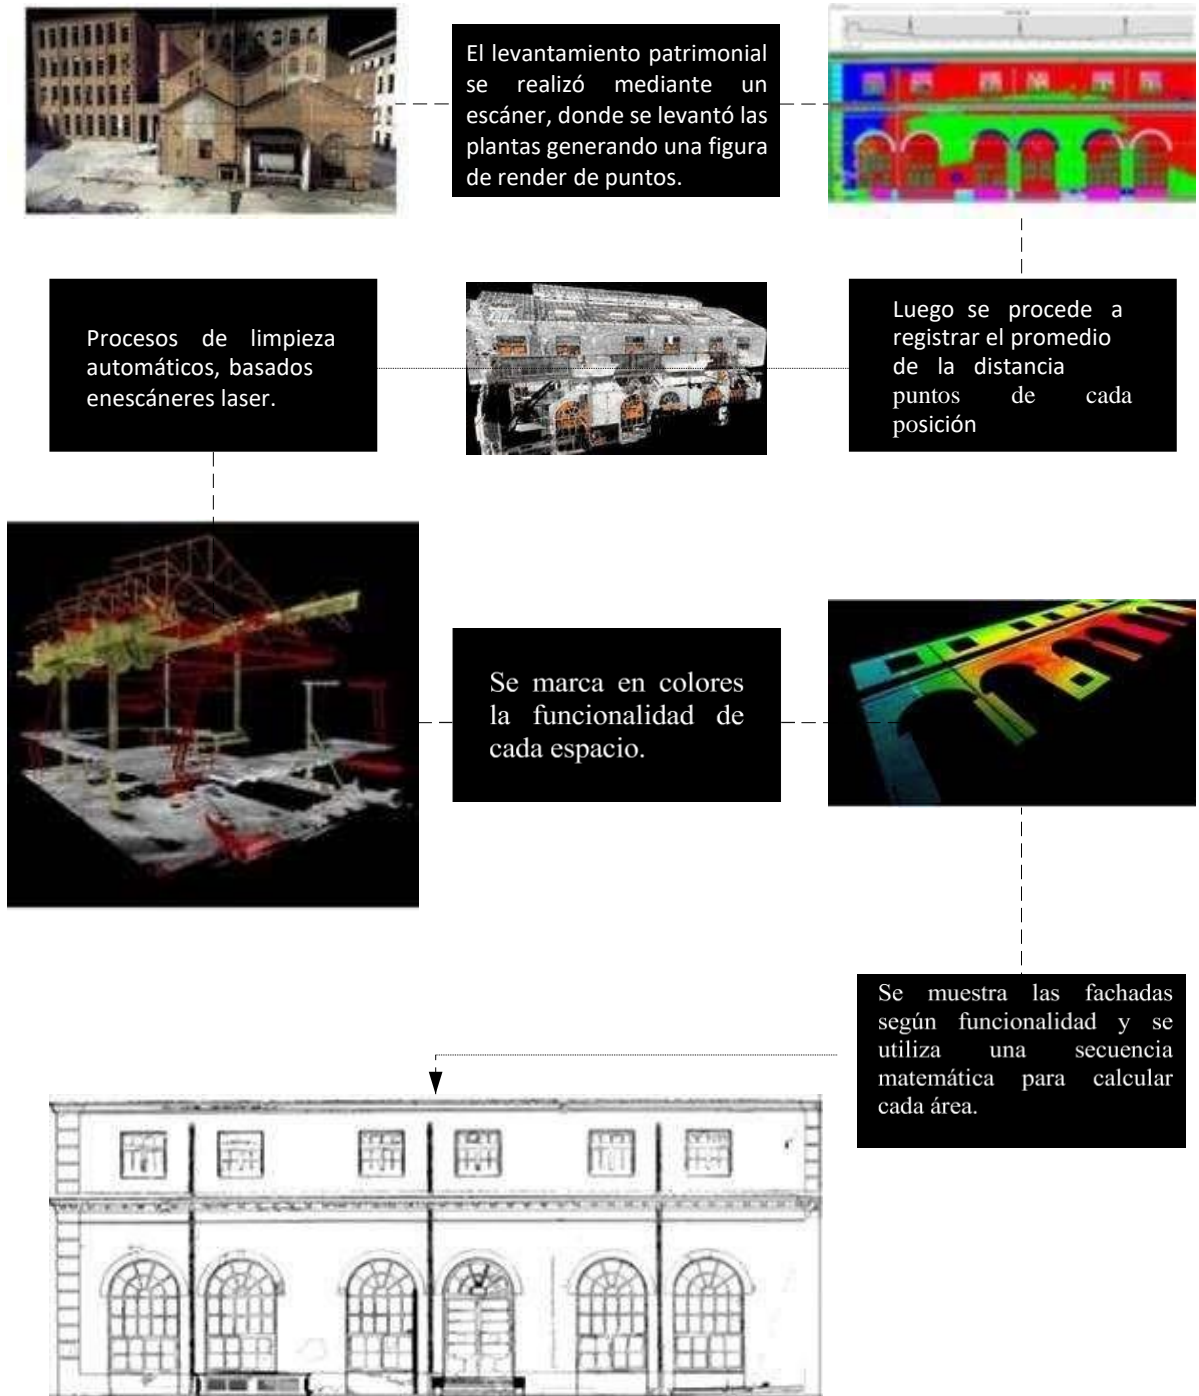 El levantamiento patrimonial
se realizó mediante un
escáner, donde se levantó las
plantas generando una figura
de render de puntos.
Procesos de limpieza
automáticos, basados
enescáneres laser.
Luego se procede a
registrar el promedio
de la distancia
puntos de cada
posición
Se marca en colores
la funcionalidad de
cada espacio.
Se muestra las fachadas
según funcionalidad y se
utiliza una secuencia
matemática para calcular
cada área.